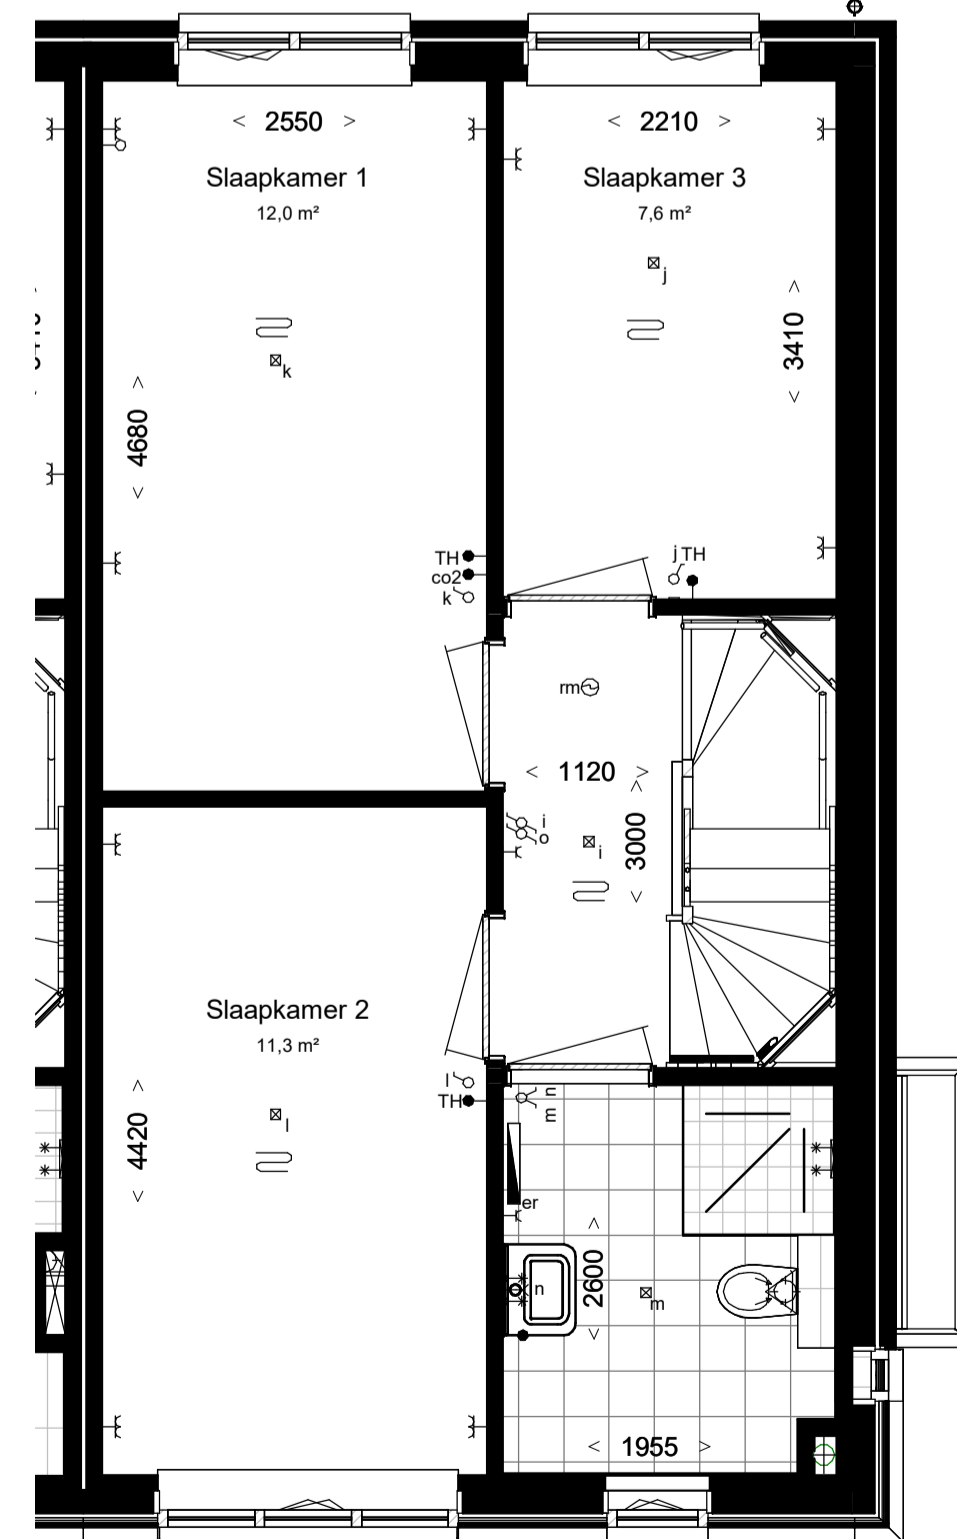 2550
2210
Slaapkamer 1
Slaapkamer 3
12,0 m²
7,6 m²
j
k
3410
4680
TH
co2
k
j TH
rm
1120
3000
i
o
i
Slaapkamer 2
11,3 m²
l
TH
n
m
l
4420
er
2600
n
m
1955